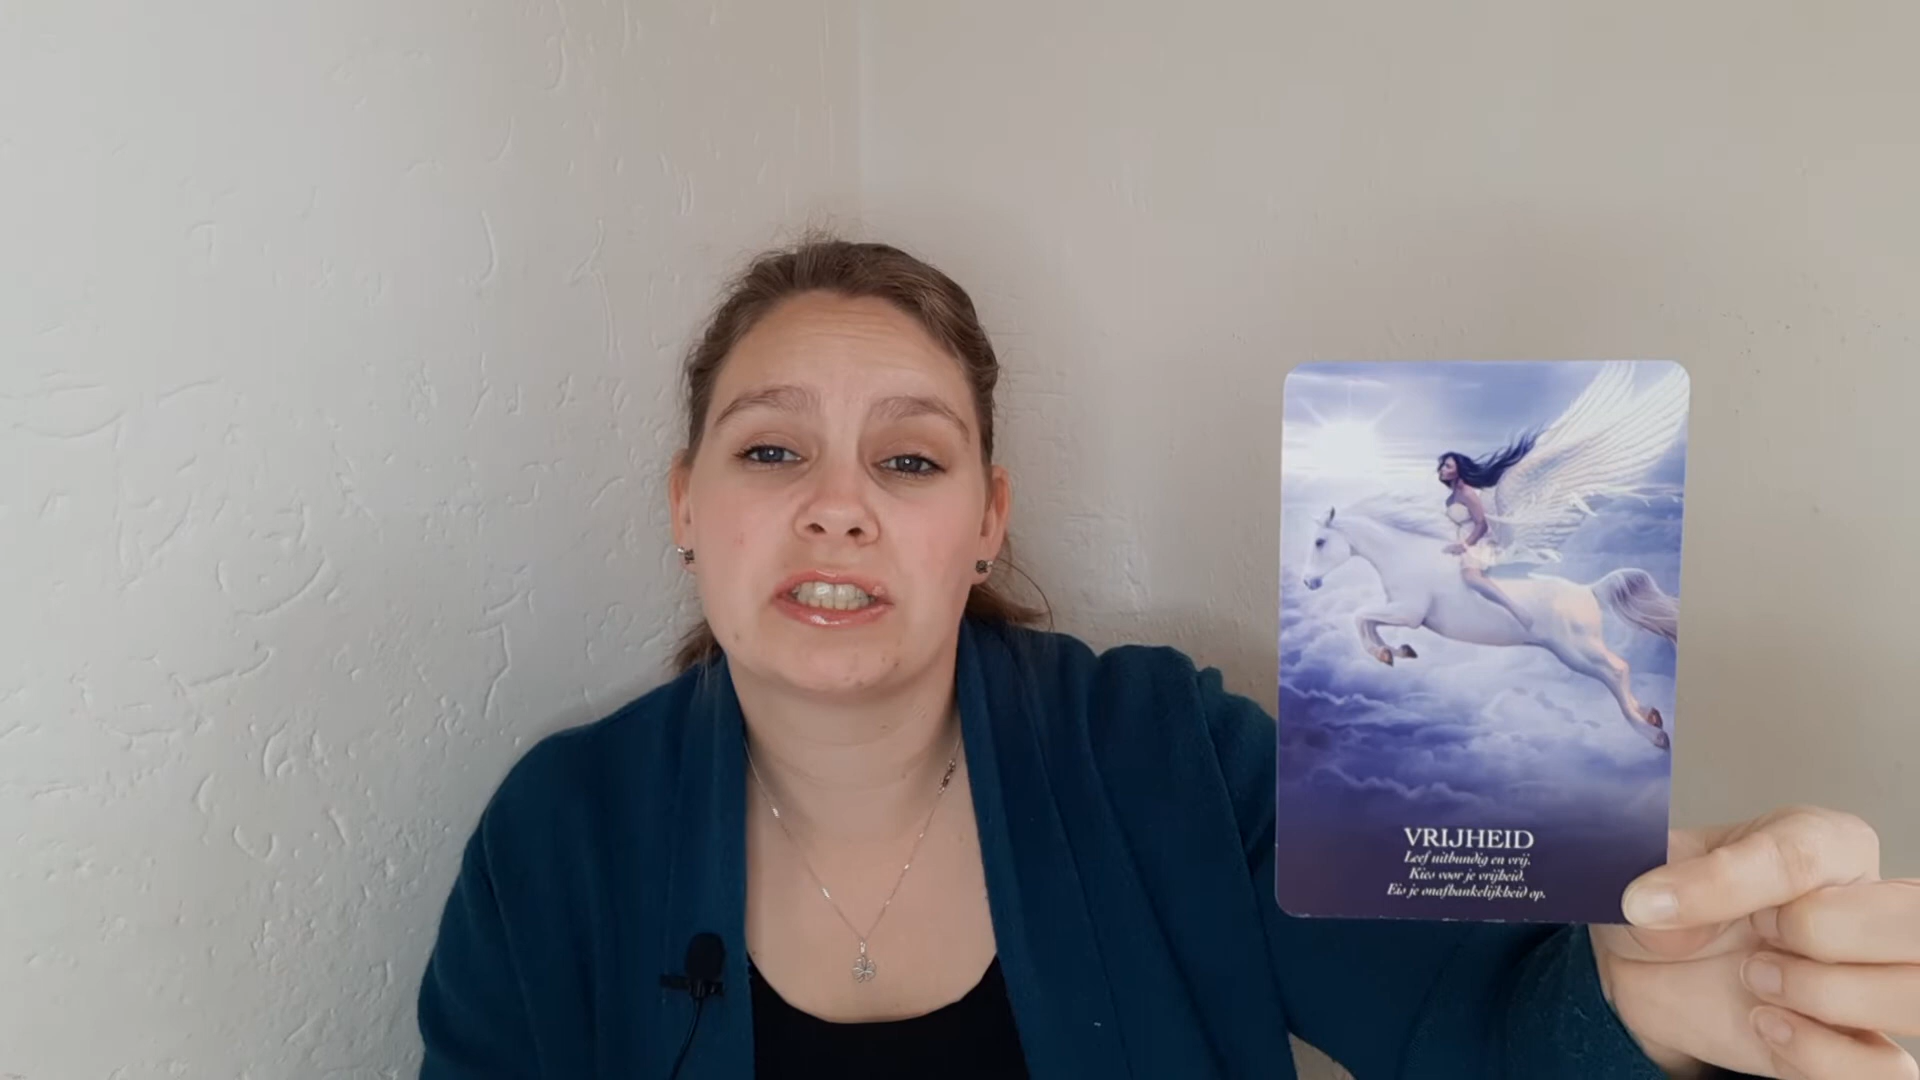 VRIJHEID
Leef uitbundig en vrij.
Kies voor je vrijheid.
Eis je onafhankelijkheid op.